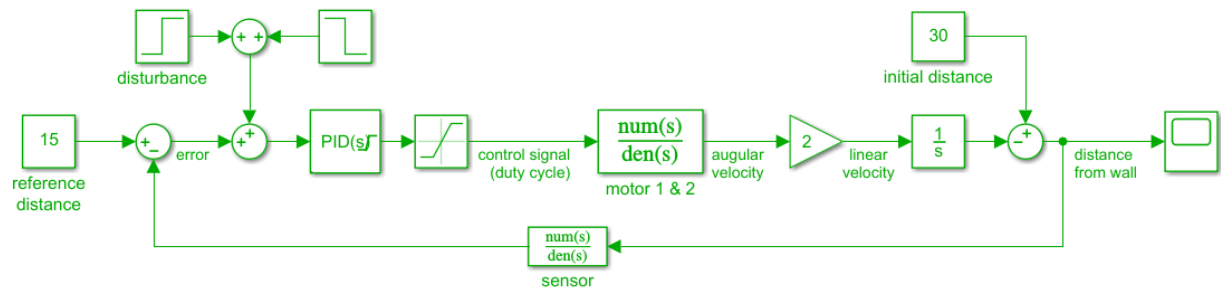 + +
disturbance
30
initial distance
15
reference
distance
+
−
error
+
+
PID(s)
control signal
(duty cycle)
num(s)
den(s)
motor 1 & 2
augular
velocity
2
linear
velocity
1
s
+
−
distance
from wall
num(s)
den(s)
sensor